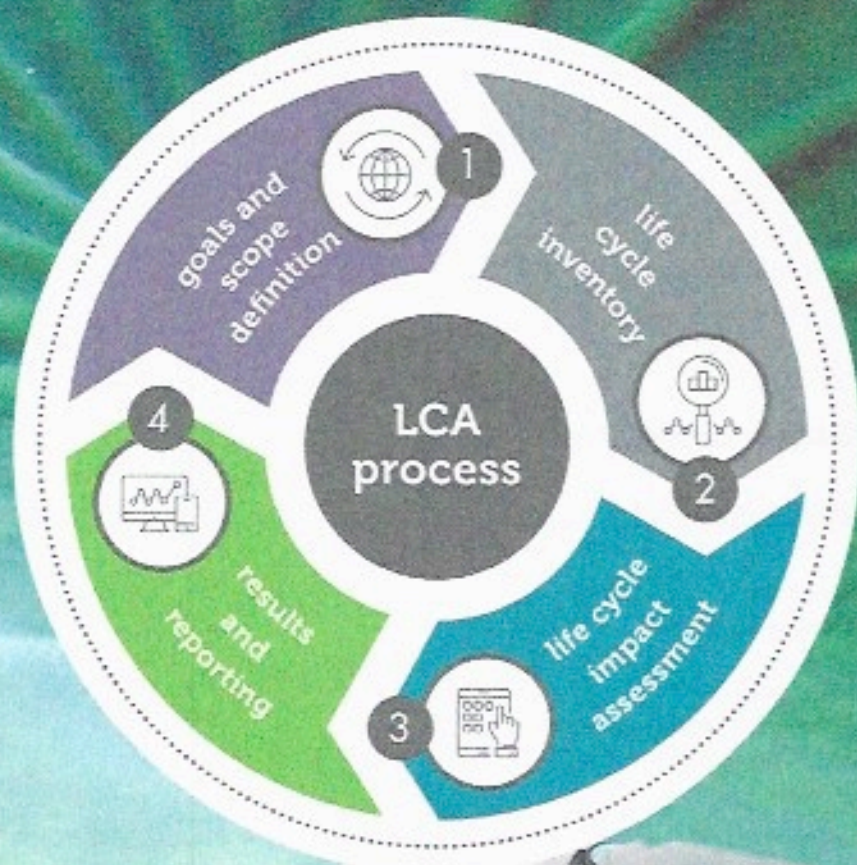 LCA
process
1
goals and
scope
definition
2
life
cycle
inventory
3
life cycle
impact
assessment
4
results
and
reporting